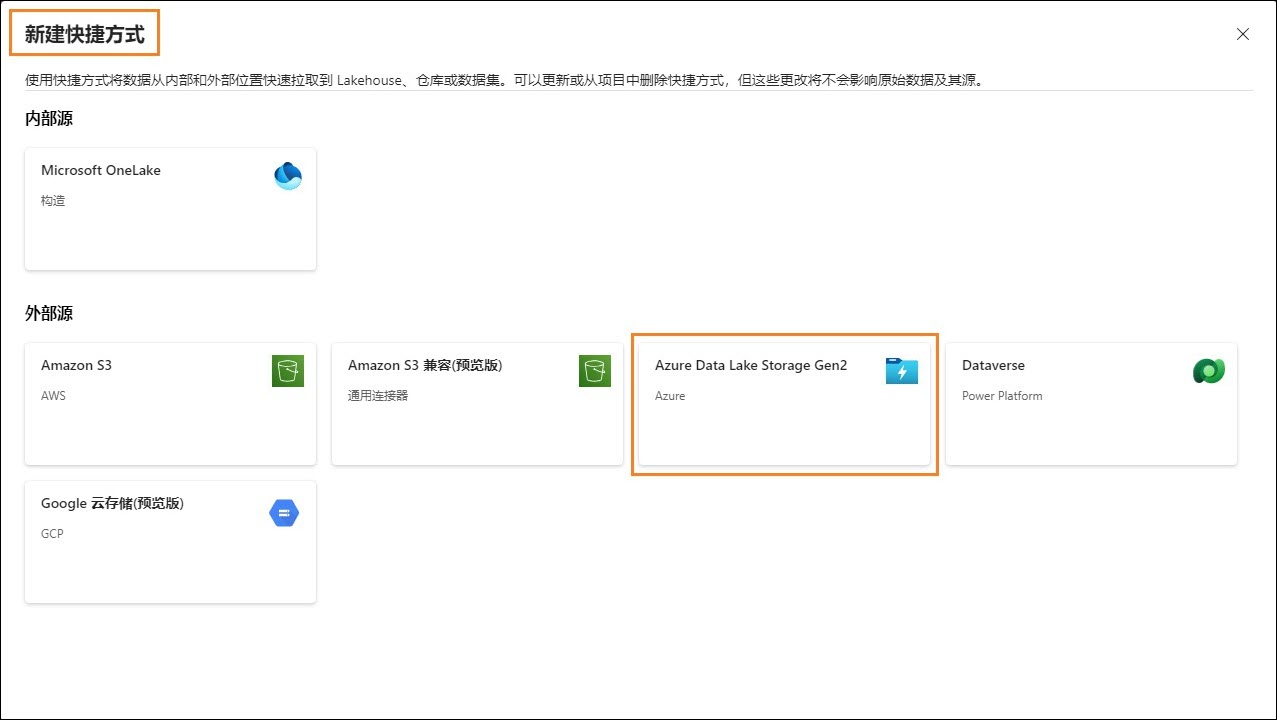 新建快捷方式
使用快捷方式将数据从内部和外部位置快速拉取到 Lakehouse、仓库或数据集。可以更新或从项目中删除快捷方式，但这些更改将不会影响原始数据及其源。
内部源
Microsoft OneLake
构造
外部源
Amazon S3
AWS
Amazon S3 兼容(预览版)
通用连接器
Azure Data Lake Storage Gen2
Azure
Dataverse
Power Platform
Google 云存储(预览版)
GCP